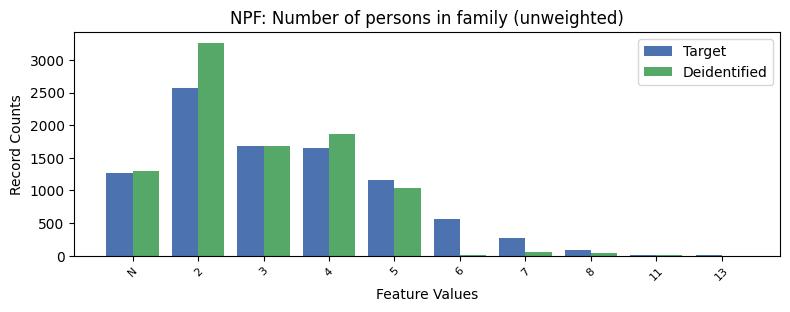 NPF: Number of persons in family (unweighted)
Target
Deidentified
Record Counts
3000
2500
2000
1500
1000
500
0
N 2 3 4 5 6 7 8 11 13
Feature Values